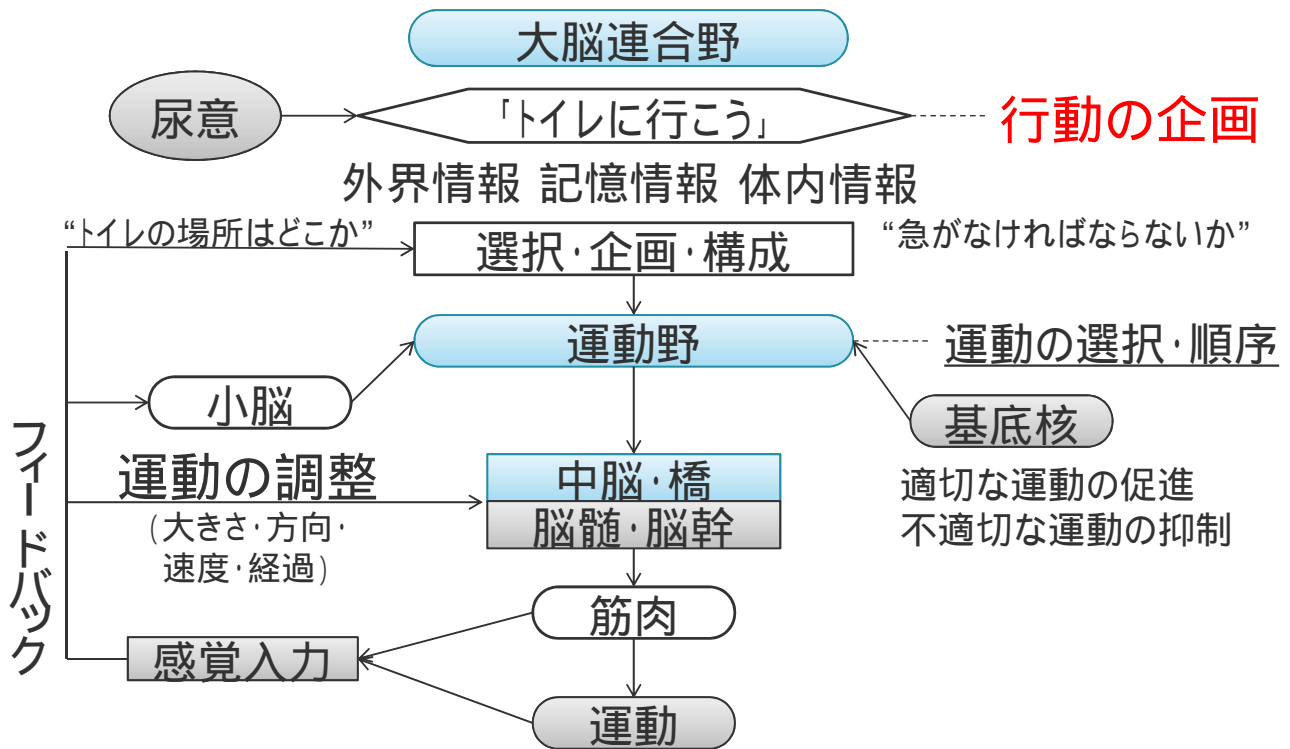 大脳連合野
尿意
「トイレに行こう」
行動の企画
外界情報 記憶情報 体内情報
“トイレの場所はどこか”
“急がなければならないか”
選択・企画・構成
運動野
運動の選択・順序
小脳
基底核
フィードバック
運動の調整
(大きさ・方向・
速度・経過)
中脳・橋
脳髄・脳幹
適切な運動の促進
不適切な運動の抑制
筋肉
感覚入力
運動